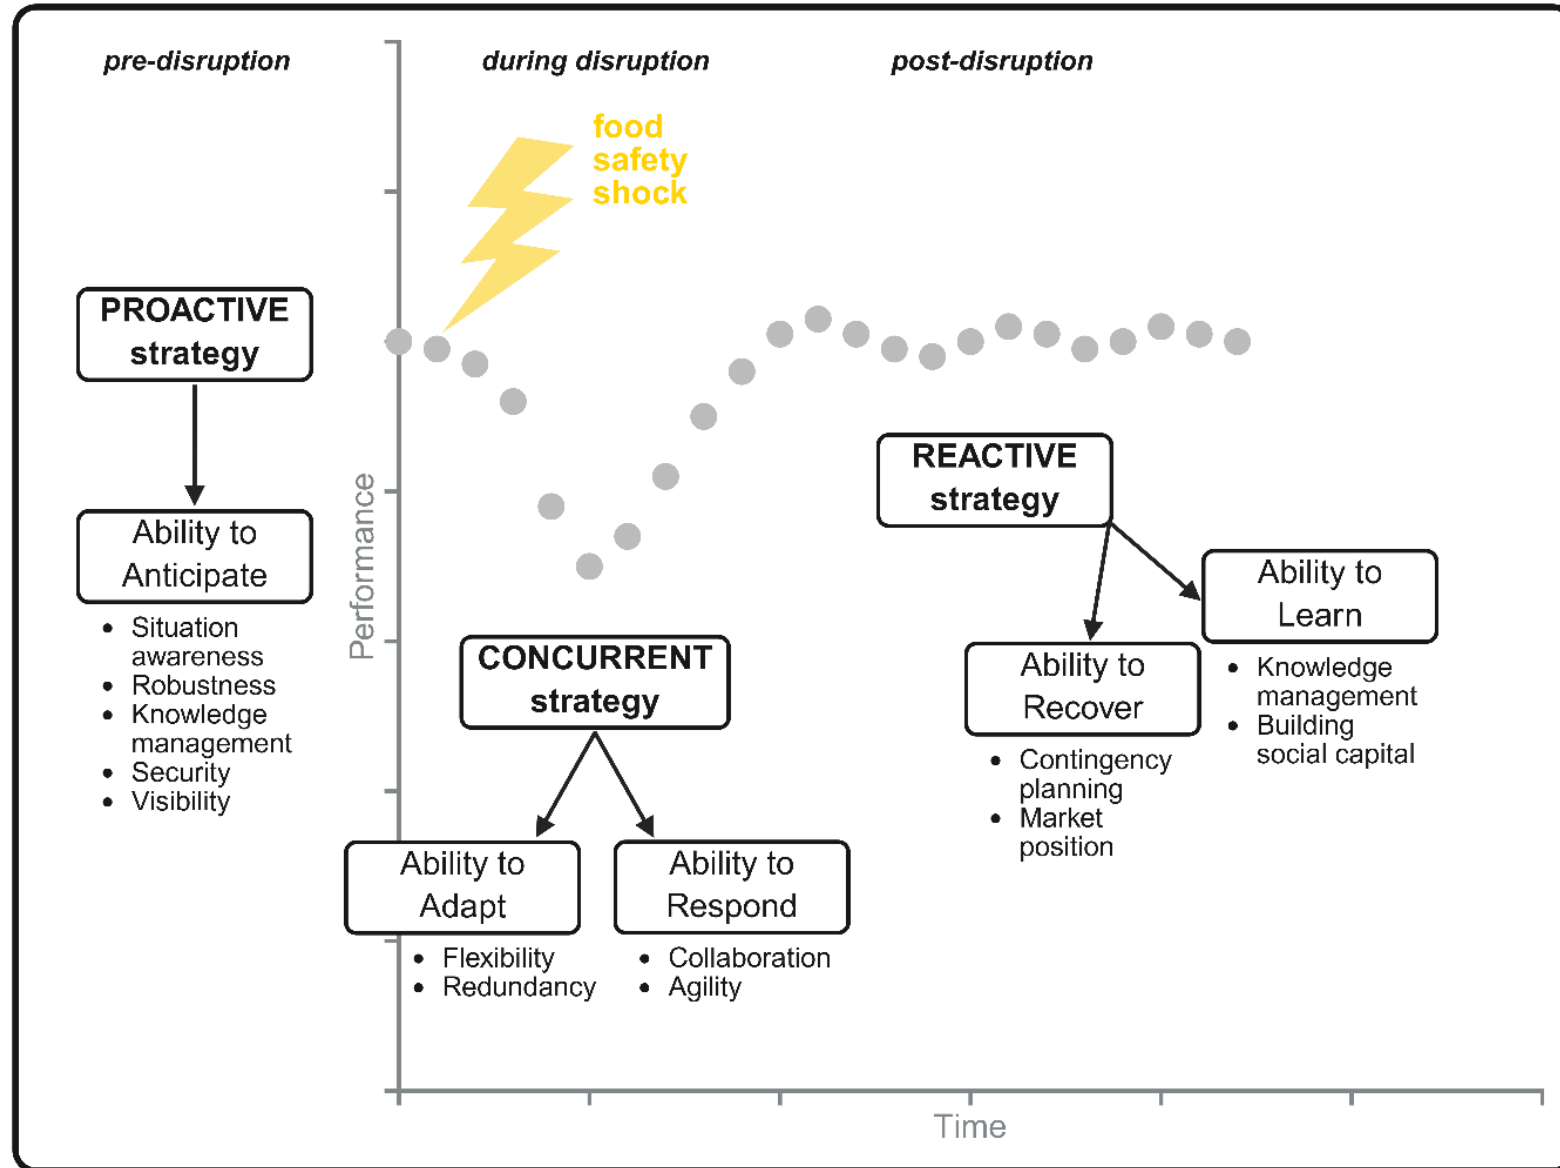 pre-disruption
during disruption
post-disruption
food
safety
shock
PROACTIVE
strategy
Ability to
Anticipate
• Situation
awareness
• Robustness
• Knowledge
management
• Security
• Visibility
Performance
CONCURRENT
strategy
Ability to
Adapt
• Flexibility
• Redundancy
Ability to
Respond
• Collaboration
• Agility
REACTIVE
strategy
Ability to
Recover
• Contingency
planning
• Market
position
Ability to
Learn
• Knowledge
management
• Building
social capital
Time